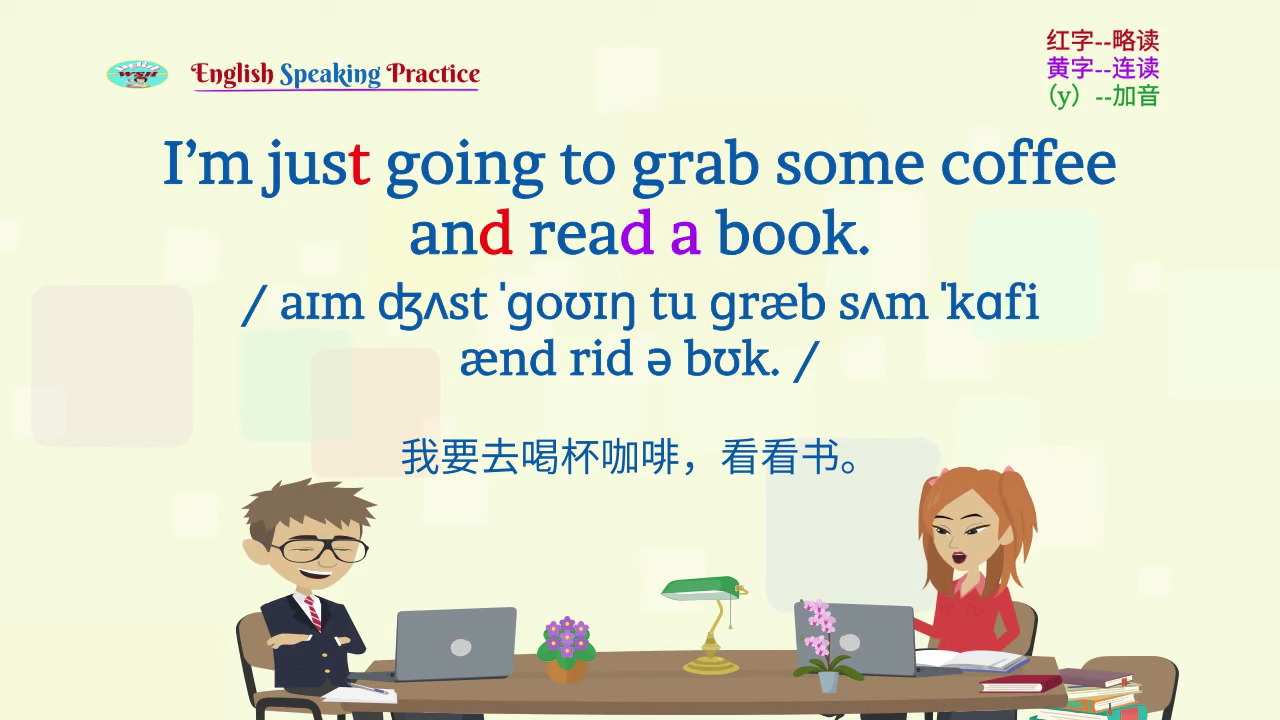 English Speaking Practice
红字--略读
黄字--连读
（y）--加音
I’m just going to grab some coffee
and read a book.
/ aɪm ʤʌst ˈɡoʊɪŋ tu ɡræb sʌm ˈkɑfi
ænd rid ə bʊk. /
我要去喝杯咖啡，看看书。